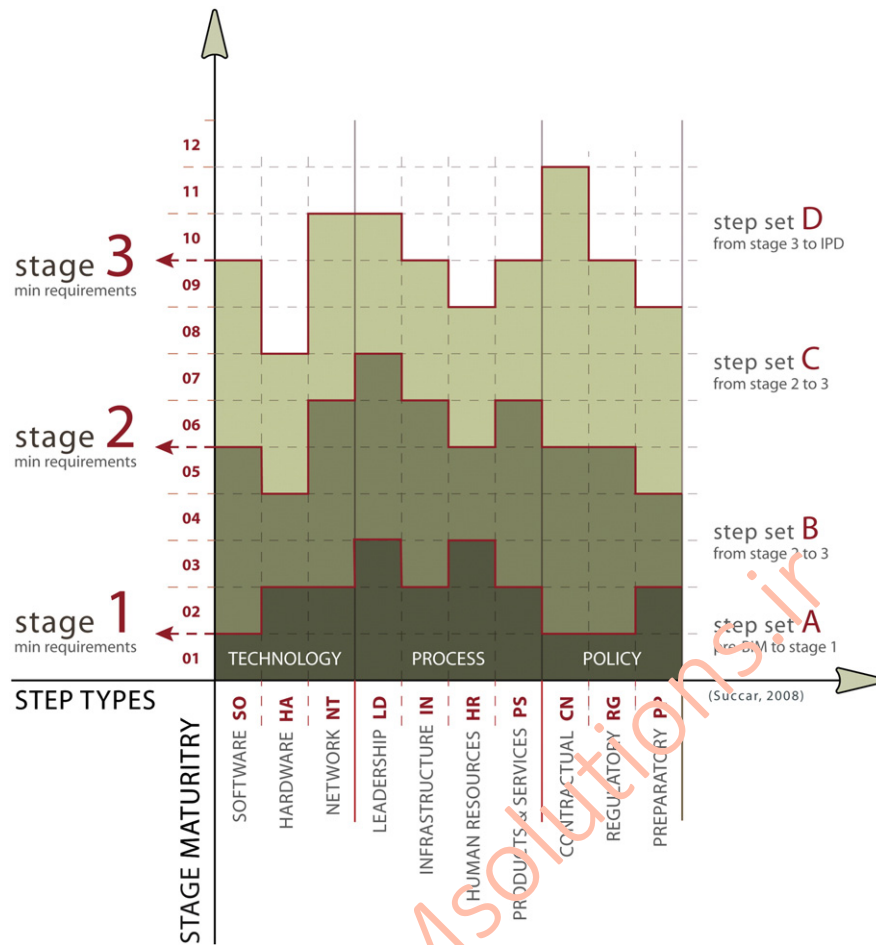 12
11
10
09
08
07
06
05
04
03
02
01
stage 3
min requirements
stage 2
min requirements
stage 1
min requirements
step set D
from stage 3 to IPD
step set C
from stage 2 to 3
step set B
from stage 2 to 3
step set A
pre-BIM to stage 1
TECHNOLOGY
PROCESS
POLICY
STEP TYPES
(Succar, 2008)
STAGE MATURITRY
SOFTWARE SO
HARDWARE HA
NETWORK NT
LEADERSHIP LD
INFRASTRUCTURE IN
HUMAN RESOURCES HR
PRODUCTS & SERVICES PS
CONTRACTUAL CN
REGULATORY RG
PREPARATORY PP
Msolutions.ir